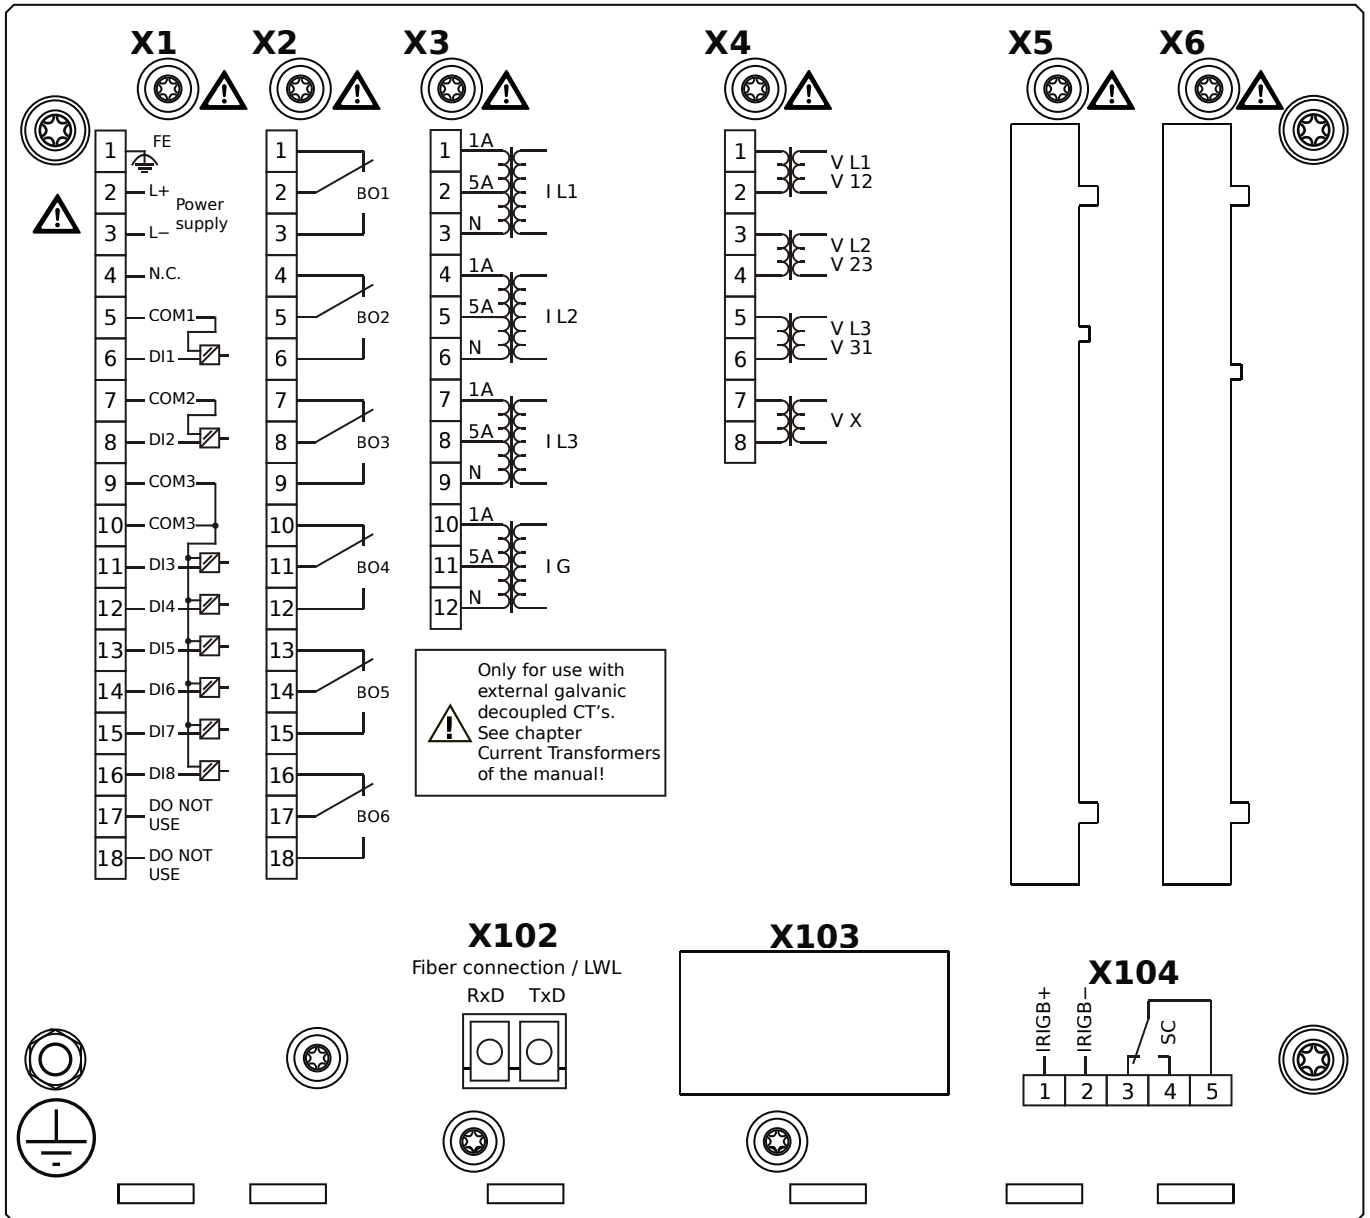 X1
X2
X3
X4
X5
X6
1 FE
2 L+
Power
supply
3 L−
4 N.C.
5 COM1
6 DI1
7 COM2
8 DI2
9 COM3
10 COM3
11 DI3
12 DI4
13 DI5
14 DI6
15 DI7
16 DI8
17 DO NOT
USE
18 DO NOT
USE
1
2 BO1
3
4
5 BO2
6
7
8 BO3
9
10
11 BO4
12
13
14 BO5
15
16
17 BO6
18
1 1A
2 5A I L1
3 N
4 1A
5 5A I L2
6 N
7 1A
8 5A I L3
9 N
10 1A
11 5A I G
12 N
Only for use with
external galvanic
decoupled CT's.
See chapter
Current Transformers
of the manual!
1 V L1
2 V 12
3 V L2
4 V 23
5 V L3
6 V 31
7 V X
8
X102
Fiber connection / LWL
RxD TxD
X103
X104
IRIGB+
IRIGB−
SC
1 2 3 4 5